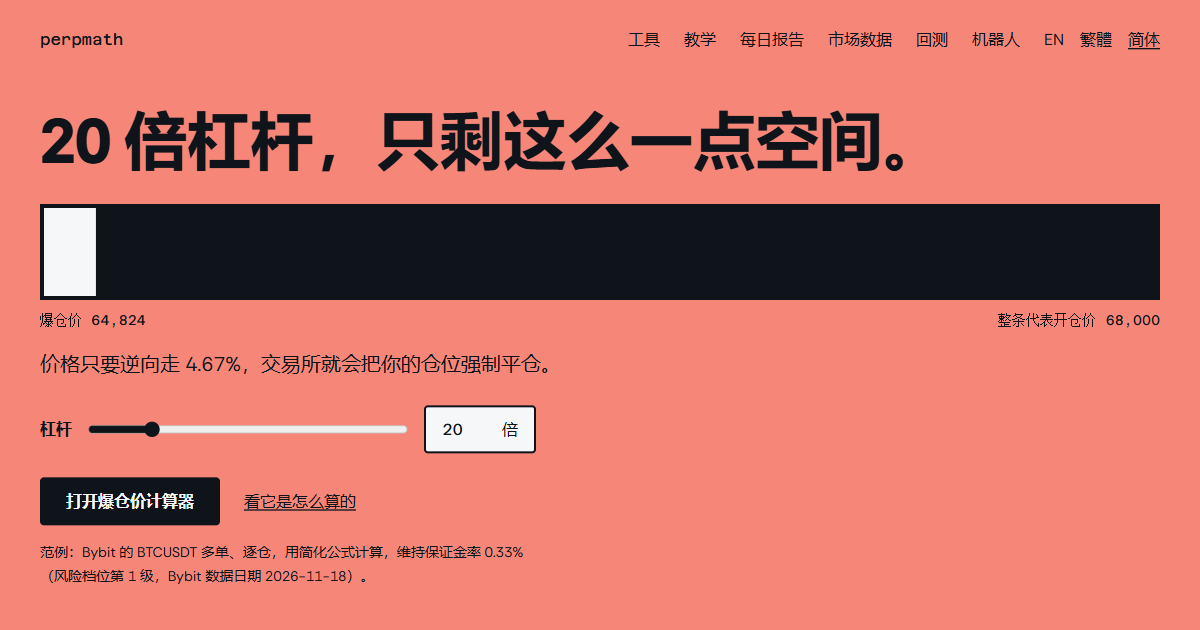 perpmath
工具 教学 每日报告 市场数据 回测 机器人 EN 繁體 简体
20 倍杠杆，只剩这么一点空间。
爆仓价 64,824 整条代表开仓价 68,000
价格只要逆向走 4.67%，交易所就会把你的仓位强制平仓。
杠杆 20 倍
打开爆仓价计算器 看它是怎么算的
范例：Bybit 的 BTCUSDT 多单、逐仓，用简化公式计算，维持保证金率 0.33%
（风险档位第 1 级，Bybit 数据日期 2026-11-18）。